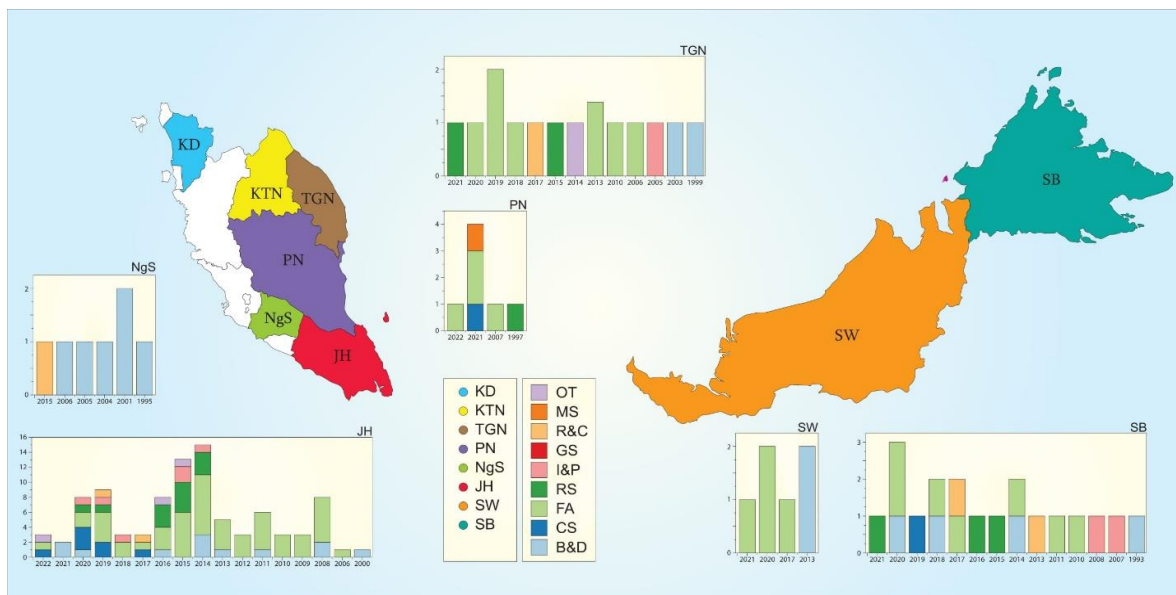 TGN
2
1
0
2021 2020 2019 2018 2017 2015 2014 2013 2010 2006 2005 2003 1999
KD
KTN
TGN
PN
NgS
JH
PN
4
3
2
1
0
2022 2021 2007 1997
SB
SW
NgS
2
1
0
2015 2006 2005 2004 2001 1995
KD
KTN
TGN
PN
NgS
JH
SW
SB
OT
MS
R&C
GS
I&P
RS
FA
CS
B&D
JH
16
14
12
10
8
6
4
2
0
2022 2021 2020 2019 2018 2017 2016 2015 2014 2013 2012 2011 2010 2009 2008 2006 2000
SW
2
1
0
2021 2020 2017 2013
SB
3
2
1
0
2021 2020 2019 2018 2017 2016 2015 2014 2013 2011 2010 2008 2007 1993